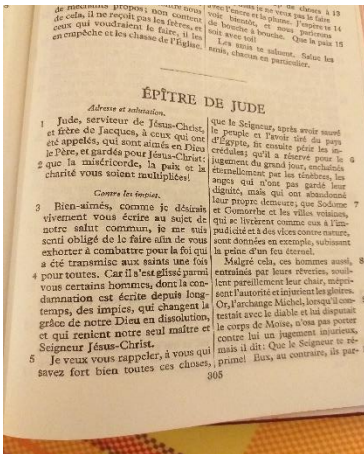 de méchants propos; non content
de cela, il ne reçoit pas les frères, et
ceux qui voudraient le faire, il les
en empêche et les chasse de l'Église.
je ne veux pas le faire
avec l'encre et la plume. J'espère te 14
voir bientôt, et nous parlerons
de bouche à bouche. Que la paix 15
soit avec toi!
Les amis te saluent. Salue les
amis, chacun en particulier.
ÉPÎTRE DE JUDE
Adresse et salutation.
1 Jude, serviteur de Jésus-Christ,
et frère de Jacques, à ceux qui ont
été appelés, qui sont aimés en Dieu
le Père, et gardés pour Jésus-Christ:
2 que la miséricorde, la paix et la
charité vous soient multipliées!
Contre les impies.
3 Bien-aimés, comme je désirais
vivement vous écrire au sujet de
notre salut commun, je me suis
senti obligé de le faire afin de vous
exhorter à combattre pour la foi qui
a été transmise aux saints une fois
4 pour toutes. Car il s'est glissé parmi
vous certains hommes, dont la con-
damnation est écrite depuis long-
temps, des impies, qui changent la
grâce de notre Dieu en dissolution,
et qui renient notre seul maître et
Seigneur Jésus-Christ.
5 Je veux vous rappeler, à vous qui
savez fort bien toutes ces choses,
que le Seigneur, après avoir sauvé
le peuple et l'avoir tiré du pays
d'Égypte, fit ensuite périr les in-
crédules; qu'il a réservé pour le 6
jugement du grand jour, enchaînés
éternellement par les ténèbres, les
anges qui n'ont pas gardé leur
dignité, mais qui ont abandonné
leur propre demeure; que Sodome 7
et Gomorrhe et les villes voisines,
qui se livrèrent comme eux à l'im-
pudicité et à des vices contre nature,
sont données en exemple, subissant
la peine d'un feu éternel.
Malgré cela, ces hommes aussi, 8
entraînés par leurs rêveries, souil-
lent pareillement leur chair, mépri-
sent l'autorité et injurient les gloires.
Or, l'archange Michel, lorsqu'il con-
testait avec le diable et lui disputait
le corps de Moïse, n'osa pas porter
contre lui un jugement injurieux,
mais il dit: Que le Seigneur te ré-
prime! Eux, au contraire, ils par-
305